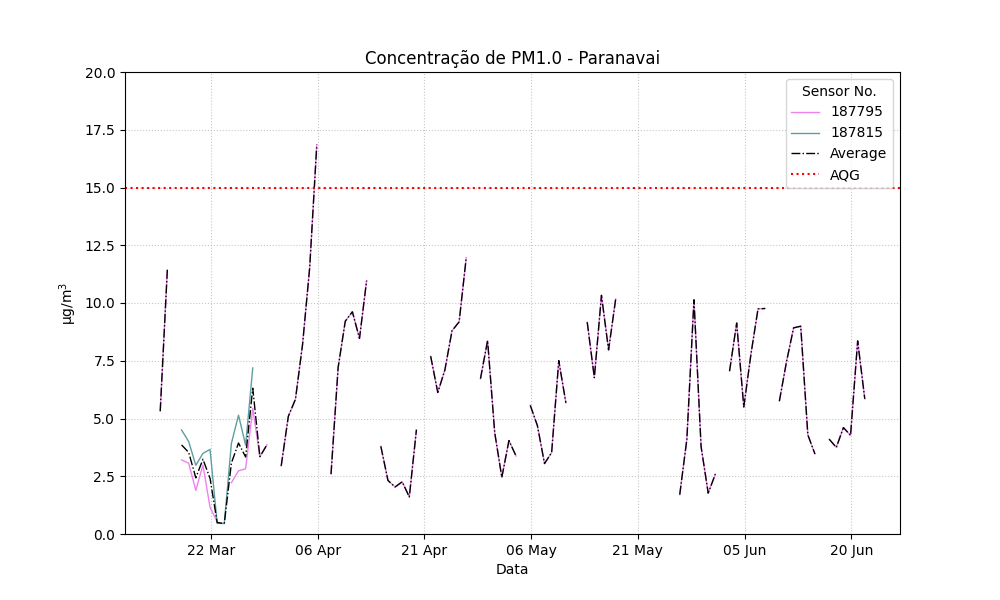 Concentração de PM1.0 - Paranavai
Sensor No.
187795
187815
Average
AQG
20.0
17.5
15.0
12.5
10.0
7.5
5.0
2.5
0.0
µg/m³
22 Mar
06 Apr
21 Apr
06 May
21 May
05 Jun
20 Jun
Data